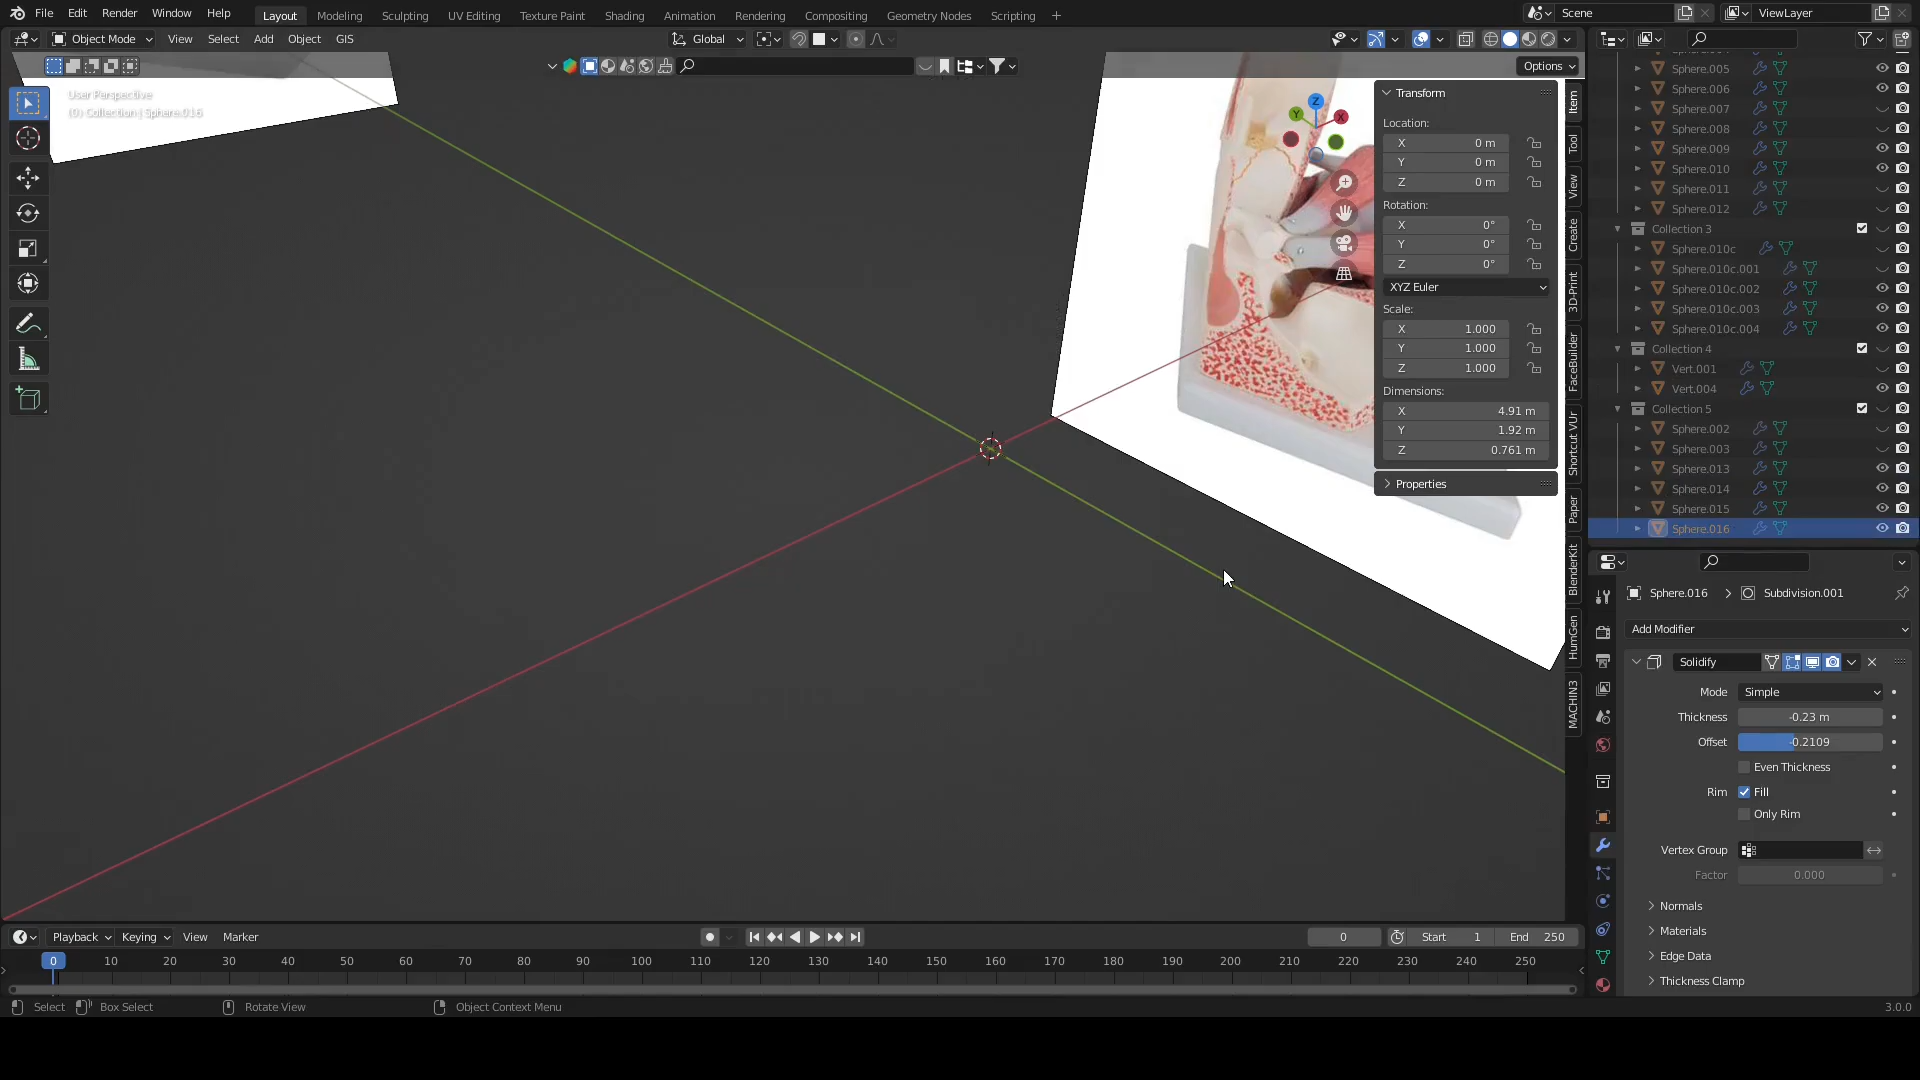 File Edit Render Window Help Layout Modeling Sculpting UV Editing Texture Paint Shading Animation Rendering Compositing Geometry Nodes Scripting + Scene ViewLayer
Object Mode View Select Add Object GIS Global
Options
User Perspective
(0) Collection | Sphere.016
Transform
Location:
X 0 m
Y 0 m
Z 0 m
Rotation:
X 0°
Y 0°
Z 0°
XYZ Euler
Scale:
X 1.000
Y 1.000
Z 1.000
Dimensions:
X 4.91 m
Y 1.92 m
Z 0.761 m
Properties
Z
Y
X
Item
Tool
View
Create
3D-Print
FaceBuilder
Shortcut VUr
Paper
BlenderKit
HumGen
MACHIN3
Sphere.005
Sphere.006
Sphere.007
Sphere.008
Sphere.009
Sphere.010
Sphere.011
Sphere.012
Collection 3
Sphere.010c
Sphere.010c.001
Sphere.010c.002
Sphere.010c.003
Sphere.010c.004
Collection 4
Vert.001
Vert.004
Collection 5
Sphere.002
Sphere.003
Sphere.013
Sphere.014
Sphere.015
Sphere.016
Sphere.016 > Subdivision.001
Add Modifier
Solidify
Mode Simple
Thickness -0.23 m
Offset -0.2109
Even Thickness
Rim Fill
Only Rim
Vertex Group
Factor 0.000
Normals
Materials
Edge Data
Thickness Clamp
Playback Keying View Marker 0 Start 1 End 250
0 10 20 30 40 50 60 70 80 90 100 110 120 130 140 150 160 170 180 190 200 210 220 230 240 250
Select Box Select Rotate View Object Context Menu 3.0.0